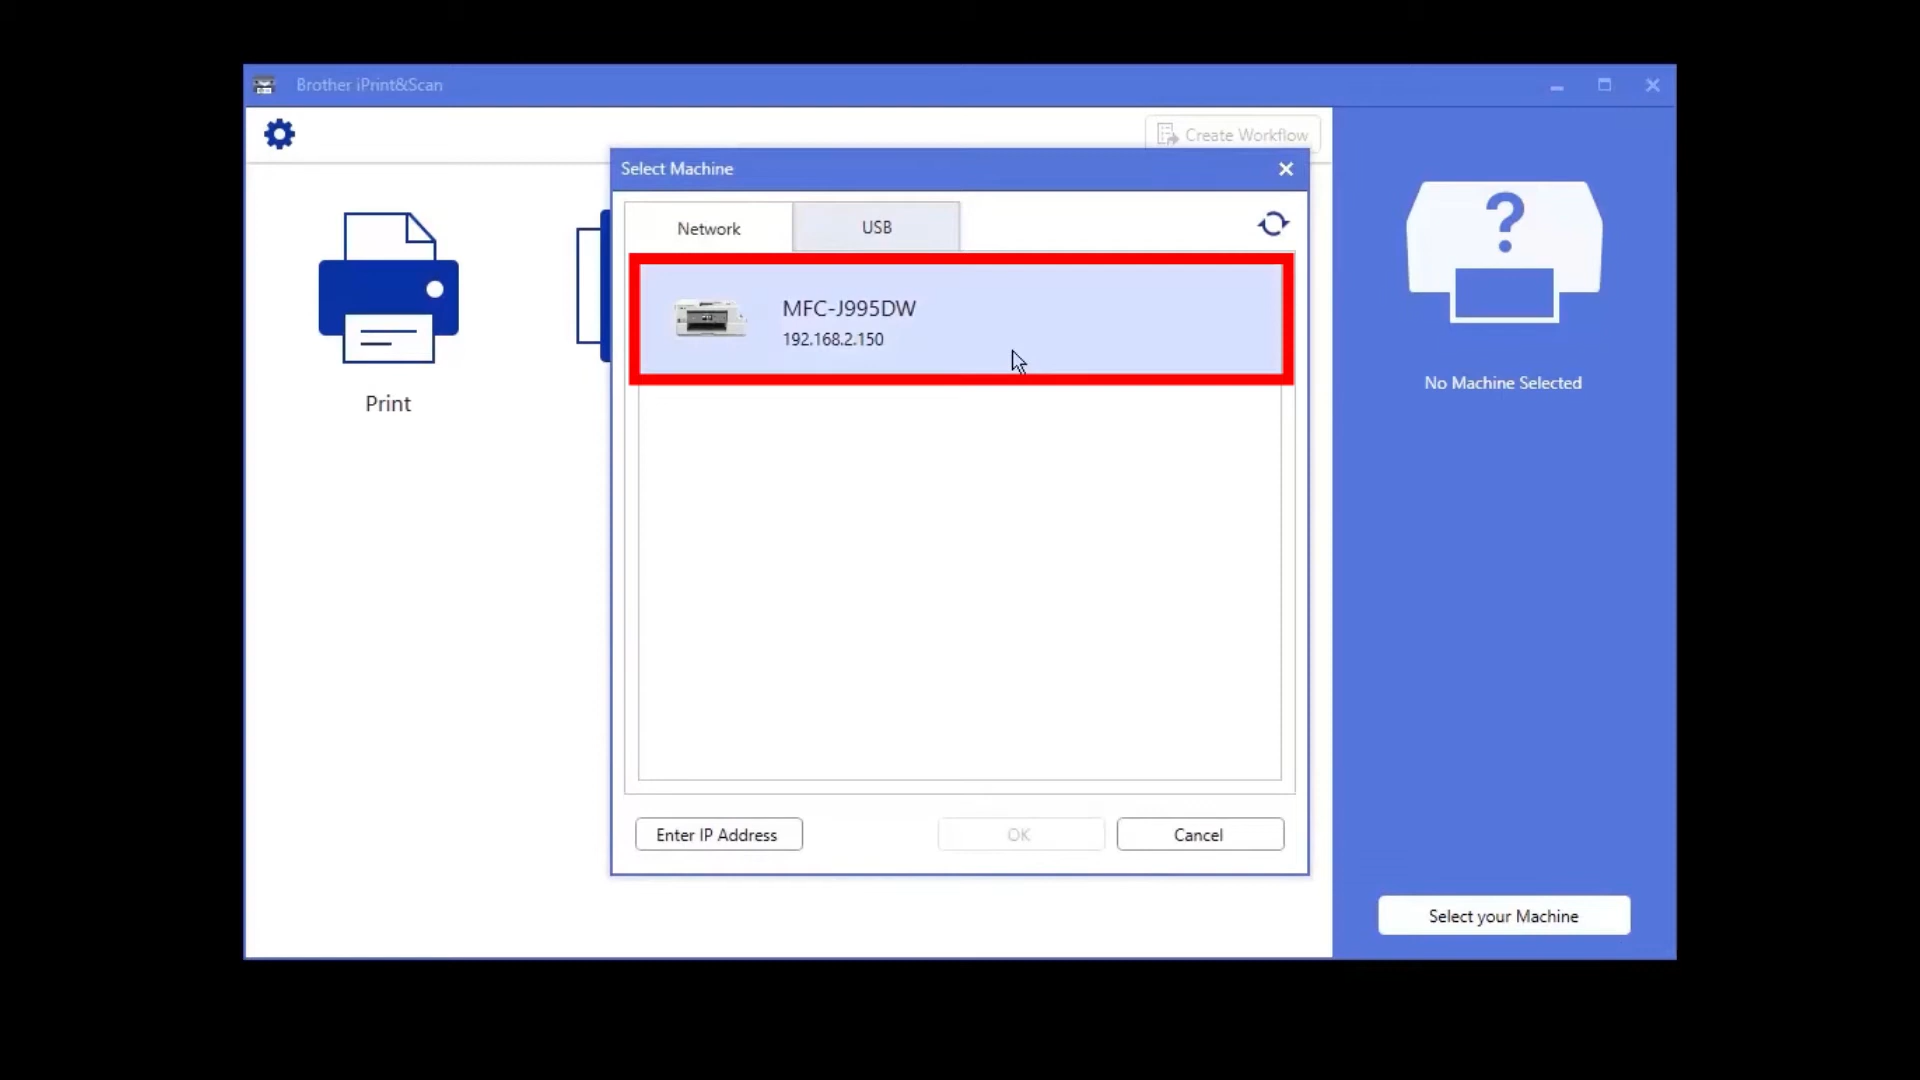 Brother iPrint&Scan
Create Workflow
Select Machine
Network
USB
MFC-J995DW
192.168.2.150
Print
No Machine Selected
Enter IP Address
OK
Cancel
Select your Machine